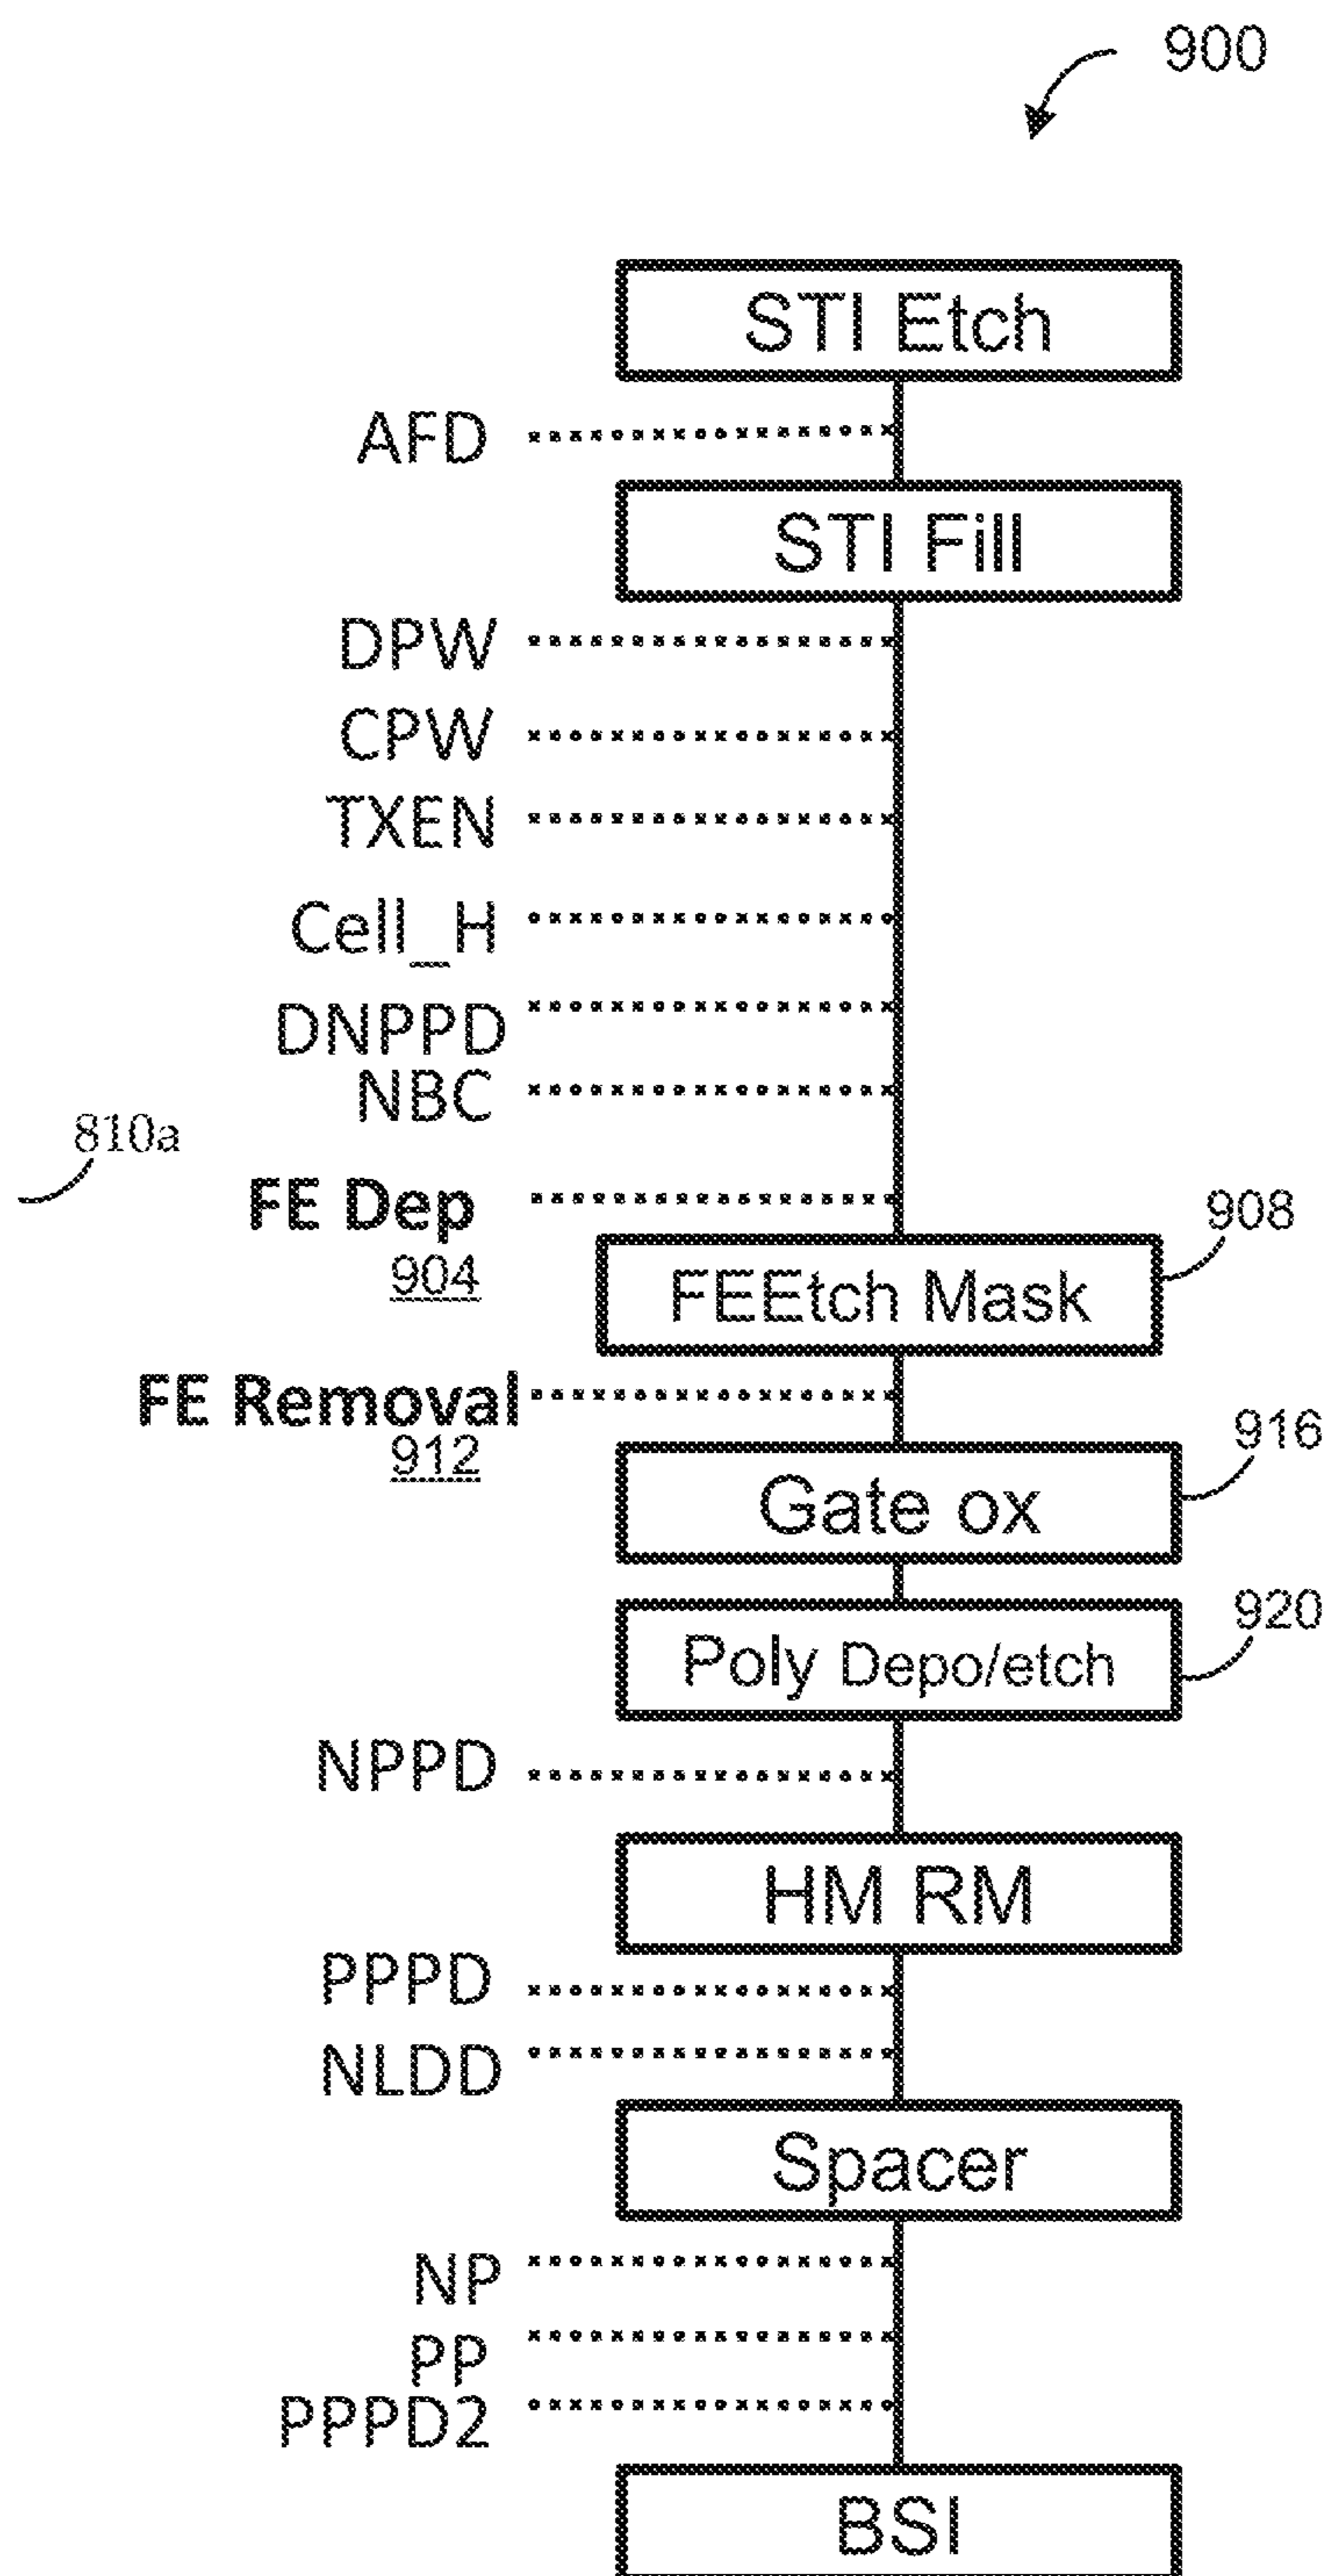 900
STI Etch
AFD
STI Fill
DPW
CPW
TXEN
Cell_H
DNPPD
NBC
810a
FE Dep
904
908
FEEtch Mask
FE Removal
912
916
Gate ox
920
Poly Depo/etch
NPPD
HM RM
PPPD
NLDD
Spacer
NP
PP
PPPD2
BSI